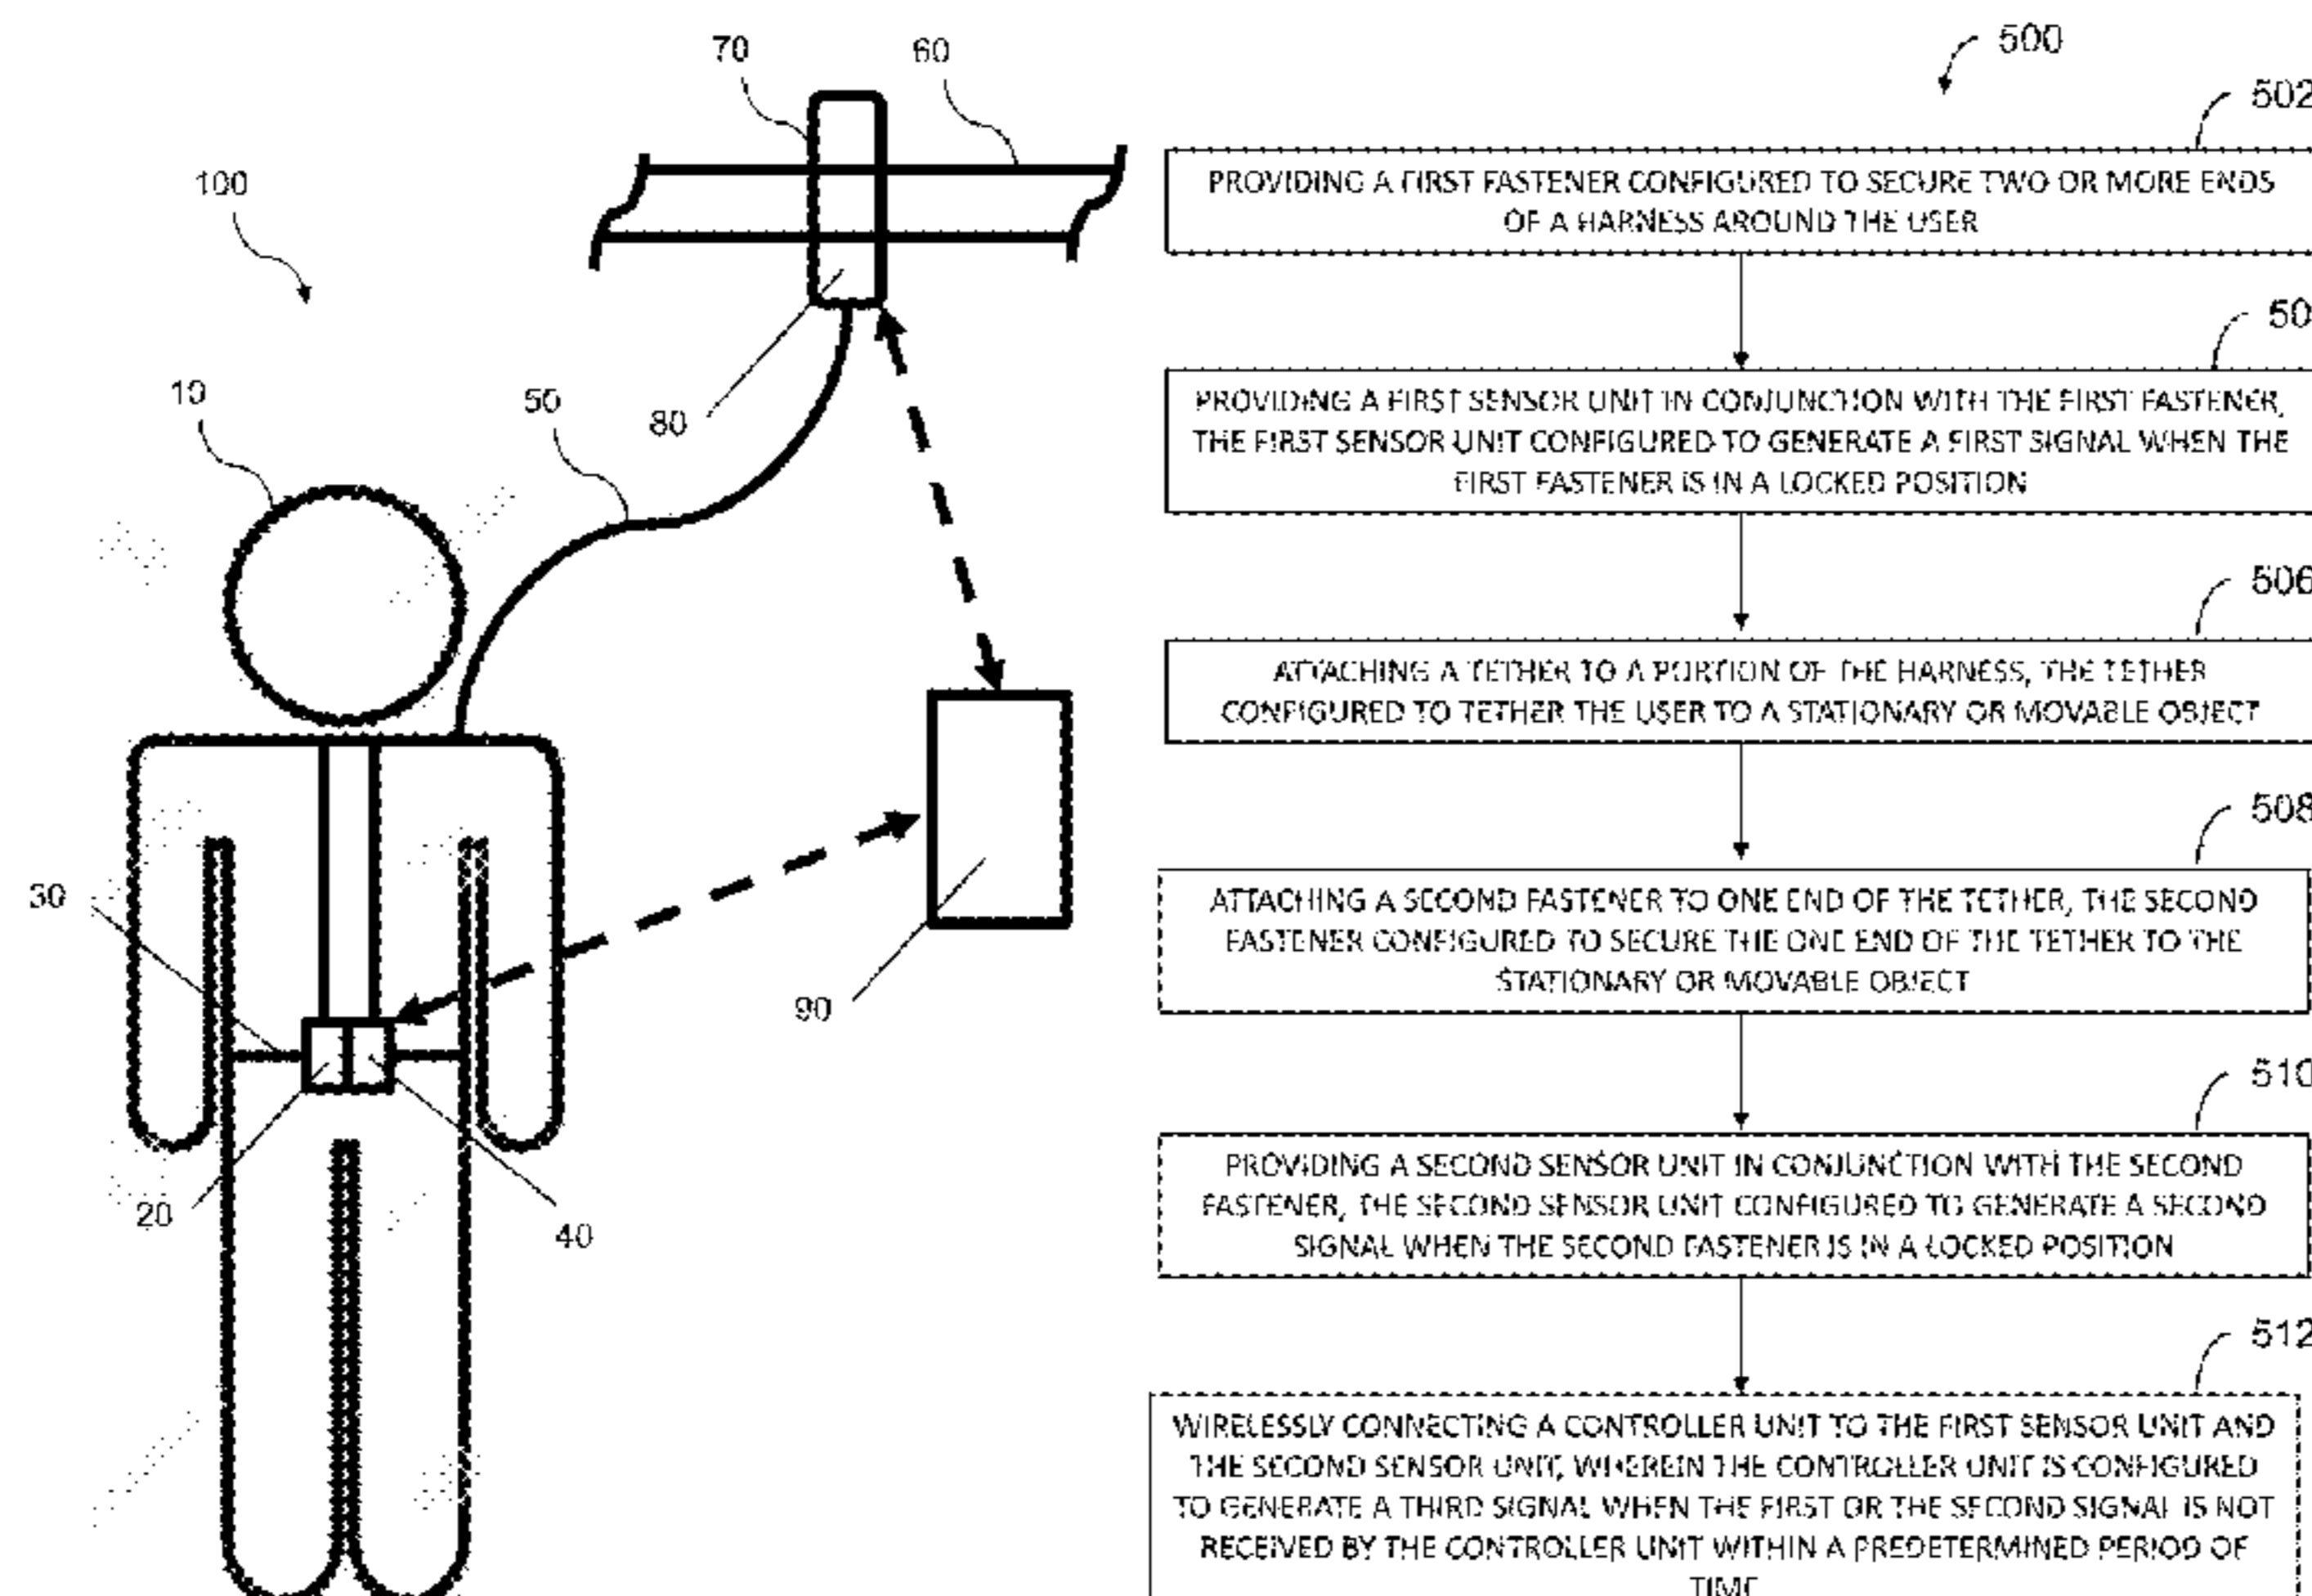 70
60
100
10
50
80
30
90
20
40
500
502
PROVIDING A FIRST FASTENER CONFIGURED TO SECURE TWO OR MORE ENDS
OF A HARNESS AROUND THE USER
50
PROVIDING A FIRST SENSOR UNIT IN CONJUNCTION WITH THE FIRST FASTENER,
THE FIRST SENSOR UNIT CONFIGURED TO GENERATE A FIRST SIGNAL WHEN THE
FIRST FASTENER IS IN A LOCKED POSITION
506
ATTACHING A TETHER TO A PORTION OF THE HARNESS, THE TETHER
CONFIGURED TO TETHER THE USER TO A STATIONARY OR MOVABLE OBJECT
508
ATTACHING A SECOND FASTENER TO ONE END OF THE TETHER, THE SECOND
FASTENER CONFIGURED TO SECURE THE ONE END OF THE TETHER TO THE
STATIONARY OR MOVABLE OBJECT
510
PROVIDING A SECOND SENSOR UNIT IN CONJUNCTION WITH THE SECOND
FASTENER, THE SECOND SENSOR UNIT CONFIGURED TO GENERATE A SECOND
SIGNAL WHEN THE SECOND FASTENER IS IN A LOCKED POSITION
512
WIRELESSLY CONNECTING A CONTROLLER UNIT TO THE FIRST SENSOR UNIT AND
THE SECOND SENSOR UNIT, WHEREIN THE CONTROLLER UNIT IS CONFIGURED
TO GENERATE A THIRD SIGNAL WHEN THE FIRST OR THE SECOND SIGNAL IS NOT
RECEIVED BY THE CONTROLLER UNIT WITHIN A PREDETERMINED PERIOD OF
TIME